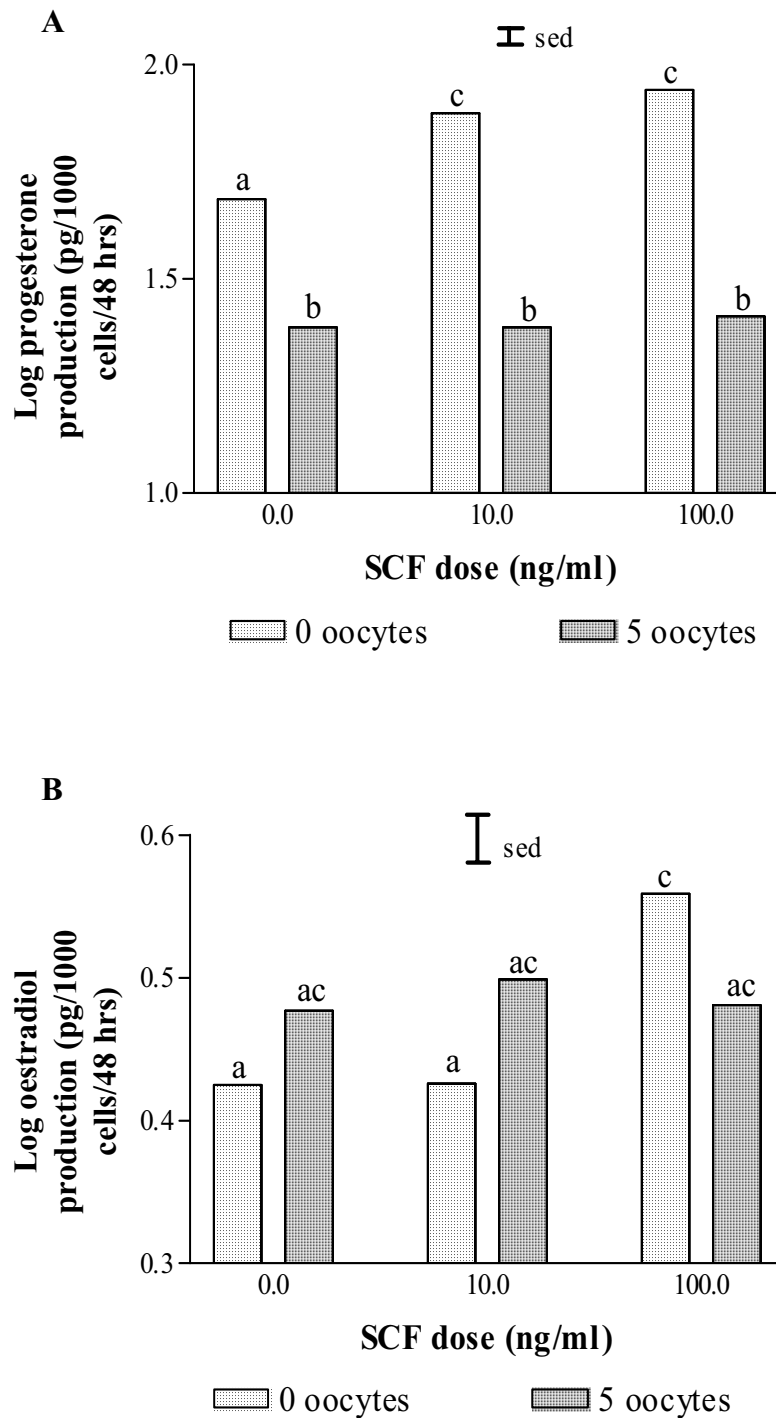 A
sed
Log progesterone
production (pg/1000
cells/48 hrs)
2.0
1.5
1.0
a
b
c
b
c
b
0.0
10.0
100.0
SCF dose (ng/ml)
0 oocytes
5 oocytes
B
sed
Log oestradiol
production (pg/1000
cells/48 hrs)
0.6
0.5
0.4
0.3
a
ac
a
ac
c
ac
0.0
10.0
100.0
SCF dose (ng/ml)
0 oocytes
5 oocytes